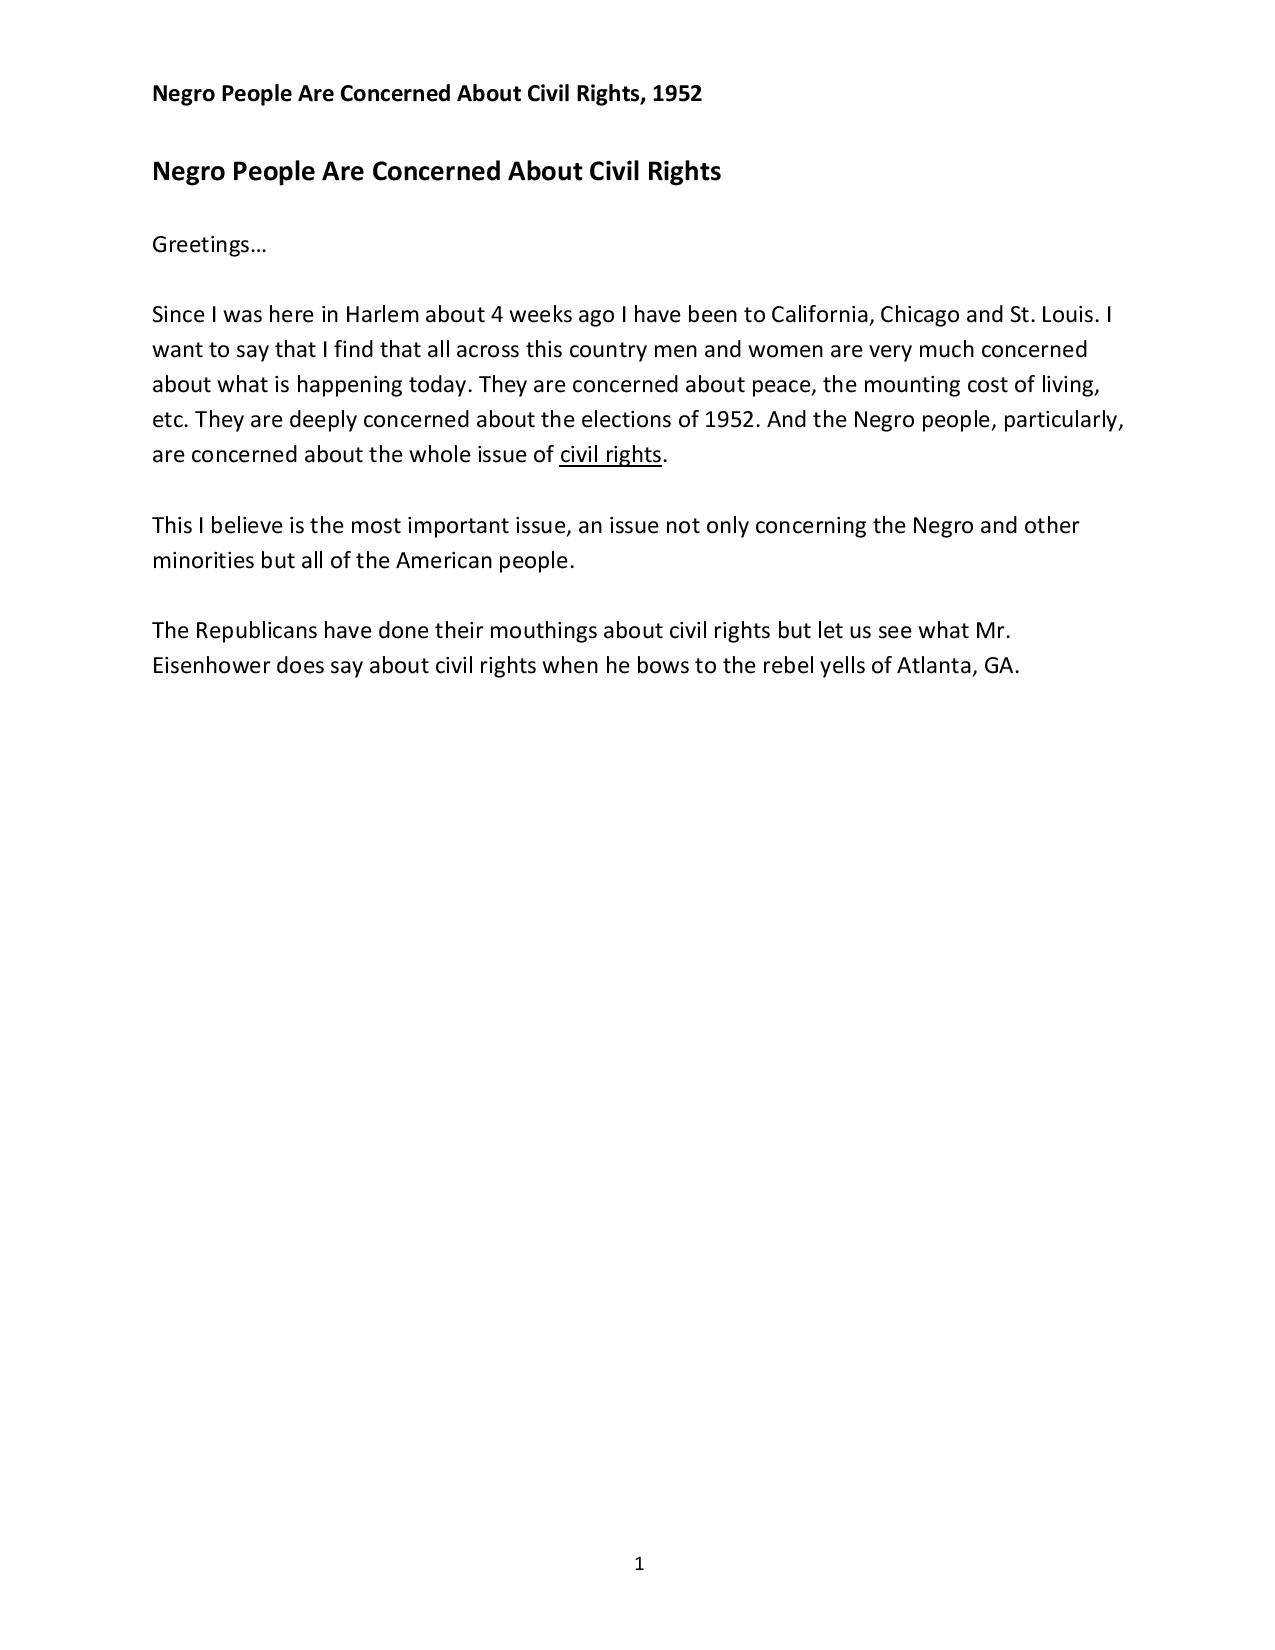 Negro People Are Concerned About Civil Rights, 1952
Negro People Are Concerned About Civil Rights
Greetings…
Since I was here in Harlem about 4 weeks ago I have been to California, Chicago and St. Louis. I
want to say that I find that all across this country men and women are very much concerned
about what is happening today. They are concerned about peace, the mounting cost of living,
etc. They are deeply concerned about the elections of 1952. And the Negro people, particularly,
are concerned about the whole issue of civil rights.
This I believe is the most important issue, an issue not only concerning the Negro and other
minorities but all of the American people.
The Republicans have done their mouthings about civil rights but let us see what Mr.
Eisenhower does say about civil rights when he bows to the rebel yells of Atlanta, GA.
1